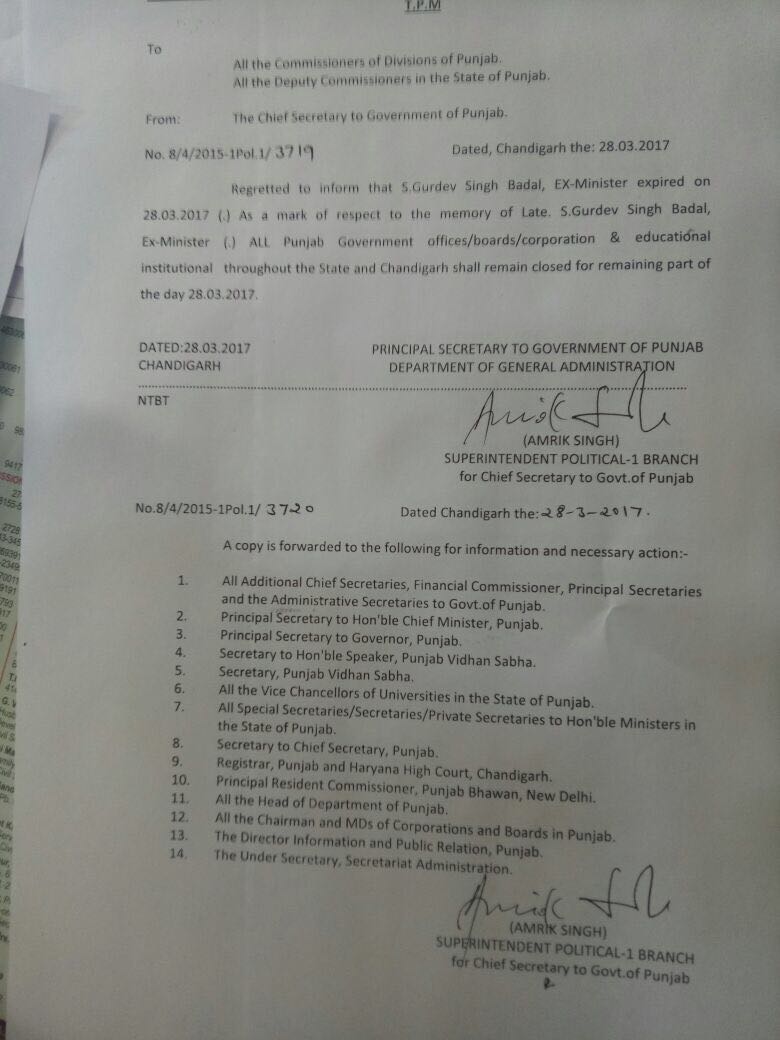 T.P.M
To
All the Commissioners of Divisions of Punjab.
All the Deputy Commissioners in the State of Punjab.
From: The Chief Secretary to Government of Punjab.
No. 8/4/2015-1Pol.1/ 3719 Dated, Chandigarh the: 28.03.2017
Regretted to inform that S.Gurdev Singh Badal, EX-Minister expired on
28.03.2017 (.) As a mark of respect to the memory of Late. S.Gurdev Singh Badal,
Ex-Minister (.) ALL Punjab Government offices/boards/corporation & educational
institutional throughout the State and Chandigarh shall remain closed for remaining part of
the day 28.03.2017.
DATED:28.03.2017 PRINCIPAL SECRETARY TO GOVERNMENT OF PUNJAB
CHANDIGARH DEPARTMENT OF GENERAL ADMINISTRATION
NTBT
(AMRIK SINGH)
SUPERINTENDENT POLITICAL-1 BRANCH
for Chief Secretary to Govt.of Punjab
No.8/4/2015-1Pol.1/ 3720 Dated Chandigarh the: 28-3-2017.
A copy is forwarded to the following for information and necessary action:-
1. All Additional Chief Secretaries, Financial Commissioner, Principal Secretaries
and the Administrative Secretaries to Govt.of Punjab.
2. Principal Secretary to Hon'ble Chief Minister, Punjab.
3. Principal Secretary to Governor, Punjab.
4. Secretary to Hon'ble Speaker, Punjab Vidhan Sabha.
5. Secretary, Punjab Vidhan Sabha.
6. All the Vice Chancellors of Universities in the State of Punjab.
7. All Special Secretaries/Secretaries/Private Secretaries to Hon'ble Ministers in
the State of Punjab.
8. Secretary to Chief Secretary, Punjab.
9. Registrar, Punjab and Haryana High Court, Chandigarh.
10. Principal Resident Commissioner, Punjab Bhawan, New Delhi.
11. All the Head of Department of Punjab.
12. All the Chairman and MDs of Corporations and Boards in Punjab.
13. The Director Information and Public Relation, Punjab.
14. The Under Secretary, Secretariat Administration.
(AMRIK SINGH)
SUPERINTENDENT POLITICAL-1 BRANCH
for Chief Secretary to Govt.of Punjab